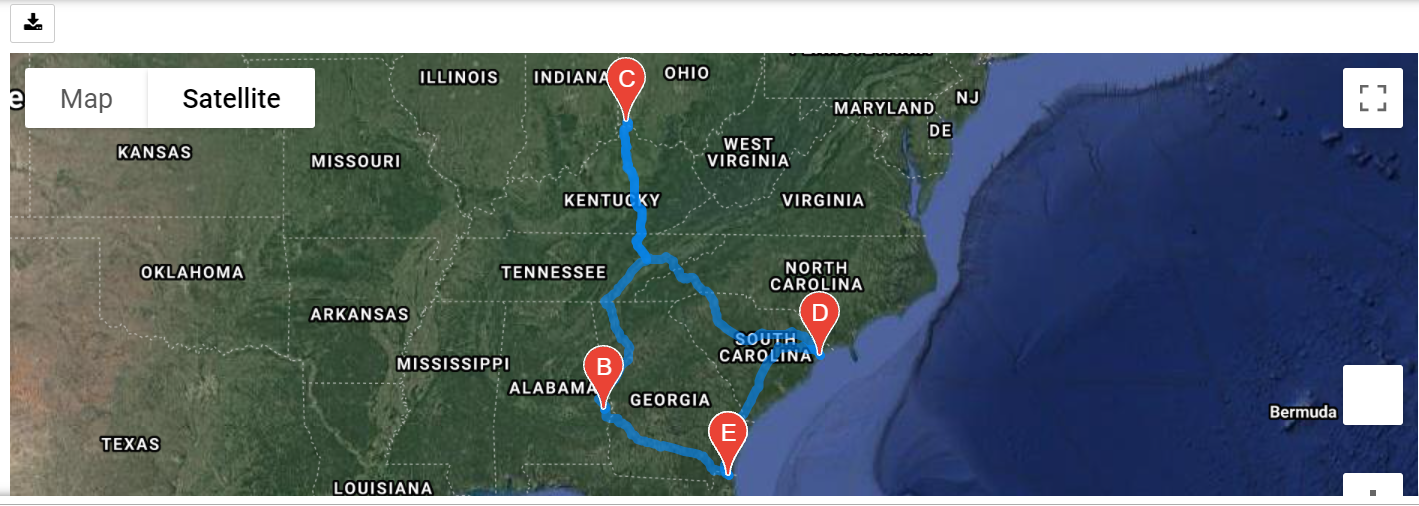 ILLINOIS
INDIANA
C
OHIO
Map
Satellite
MARYLAND
NJ
DE
KANSAS
MISSOURI
WEST
VIRGINIA
KENTUCKY
VIRGINIA
OKLAHOMA
TENNESSEE
NORTH
CAROLINA
ARKANSAS
D
SOUTH
CAROLINA
MISSISSIPPI
B
ALABAMA
GEORGIA
Bermuda
E
TEXAS
LOUISIANA